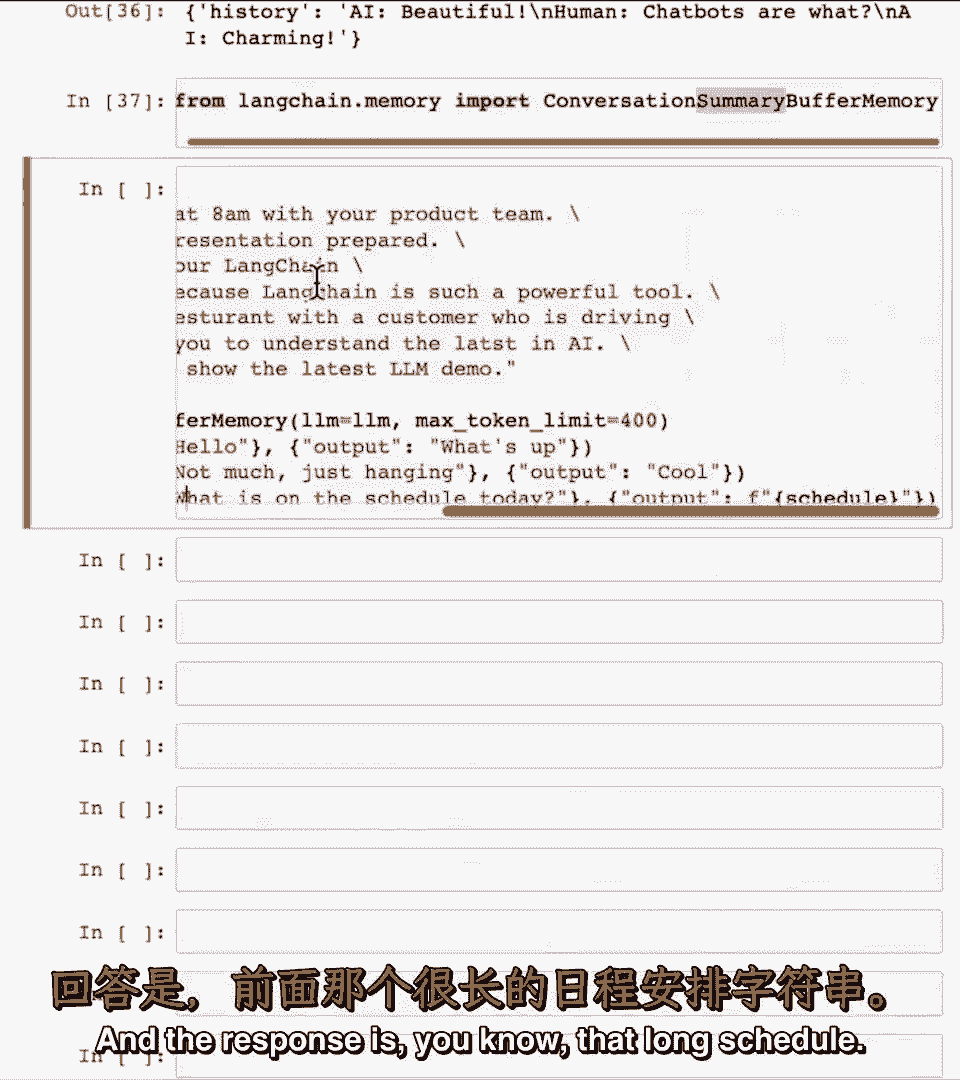 Out[36]: {'history': 'AI: Beautiful!\nHuman: Chatbots are what?\nA
I: Charming!'}
In [37]: from langchain.memory import ConversationSummaryBufferMemory
In [ ]:
at 8am with your product team. \
resentation prepared. \
our LangChain \
ecause Langchain is such a powerful tool. \
esturant with a customer who is driving \
you to understand the latst in AI. \
show the latest LLM demo."
ferMemory(llm=llm, max_token_limit=400)
Hello"}, {"output": "What's up"})
Not much, just hanging"}, {"output": "Cool"})
What is on the schedule today?"}, {"output": f"{schedule}"})
In [ ]:
In [ ]:
In [ ]:
In [ ]:
In [ ]:
In [ ]:
In [ ]:
回答是，前面那个很长的日程安排字符串。
In [ ]:
And the response is, you know, that long schedule.